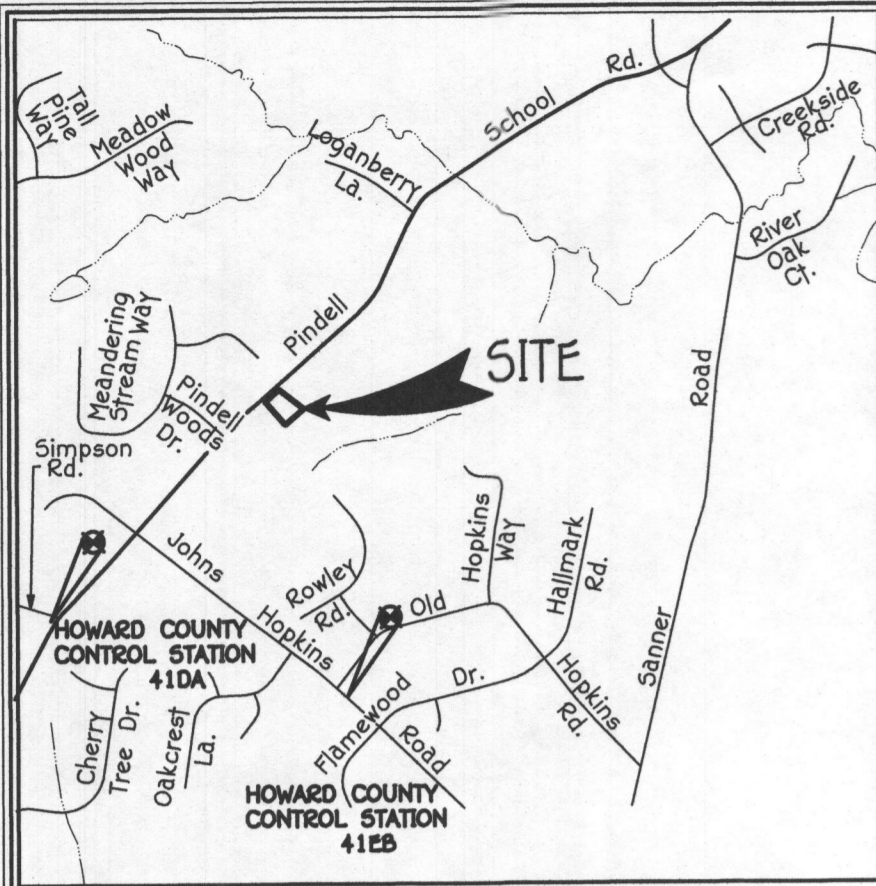 Tall
Pine
Way
Meadow
Wood
Way
Loganberry
La.
School
Rd.
Creekside
Rd.
River
Oak
Ct.
Meandering
Stream Way
Pindell
Woods
Dr.
Pindell
SITE
Road
Simpson
Rd.
Johns
Hopkins
Rowley
Rd.
Old
Hopkins
Way
Hallmark
Rd.
HOWARD COUNTY
CONTROL STATION
41DA
Cherry
Tree Dr.
Oakcrest
La.
Flamewood
Dr.
Road
Hopkins
Rd.
Sanner
HOWARD COUNTY
CONTROL STATION
41EB